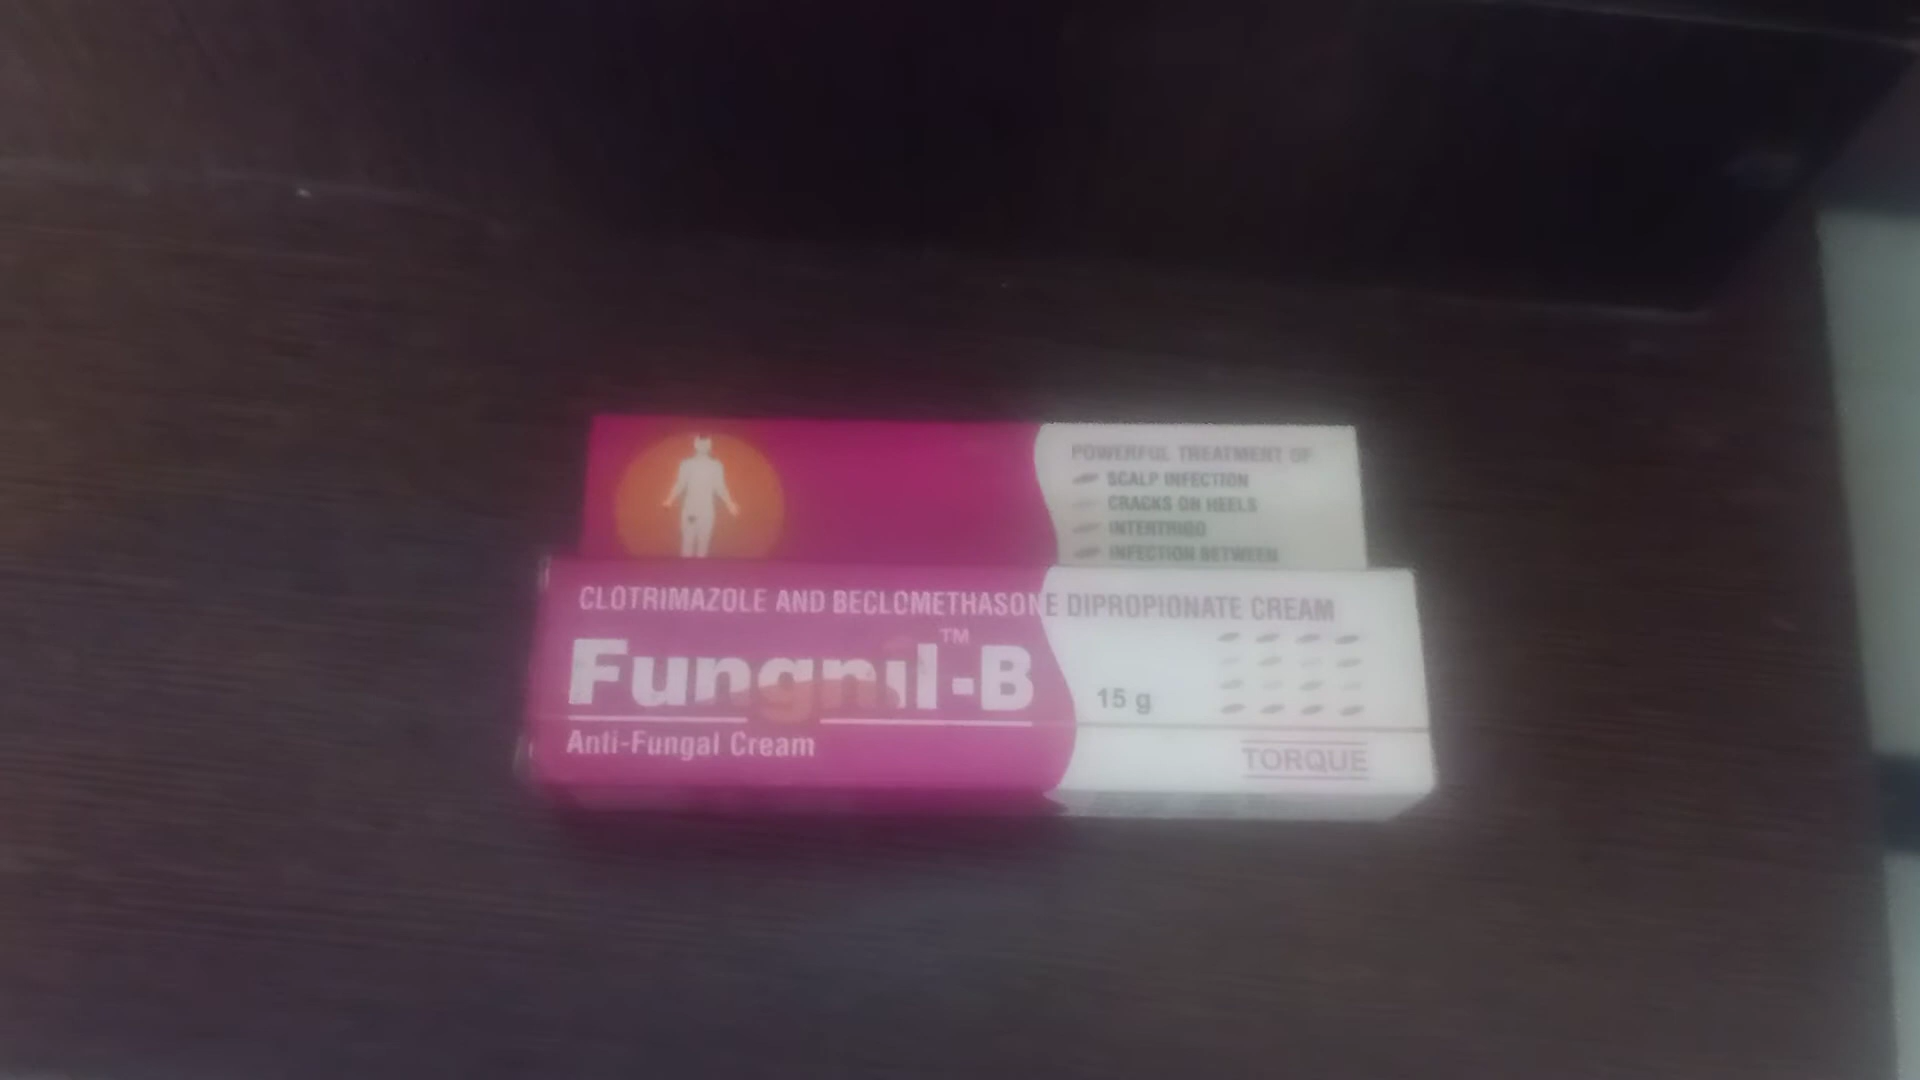 POWERFUL TREATMENT OF
SCALP INFECTION
CRACKS ON HEELS
INTERTRIGO
INFECTION BETWEEN
CLOTRIMAZOLE AND BECLOMETHASONE DIPROPIONATE CREAM
Fungnil-B™
15 g
Anti-Fungal Cream
TORQUE